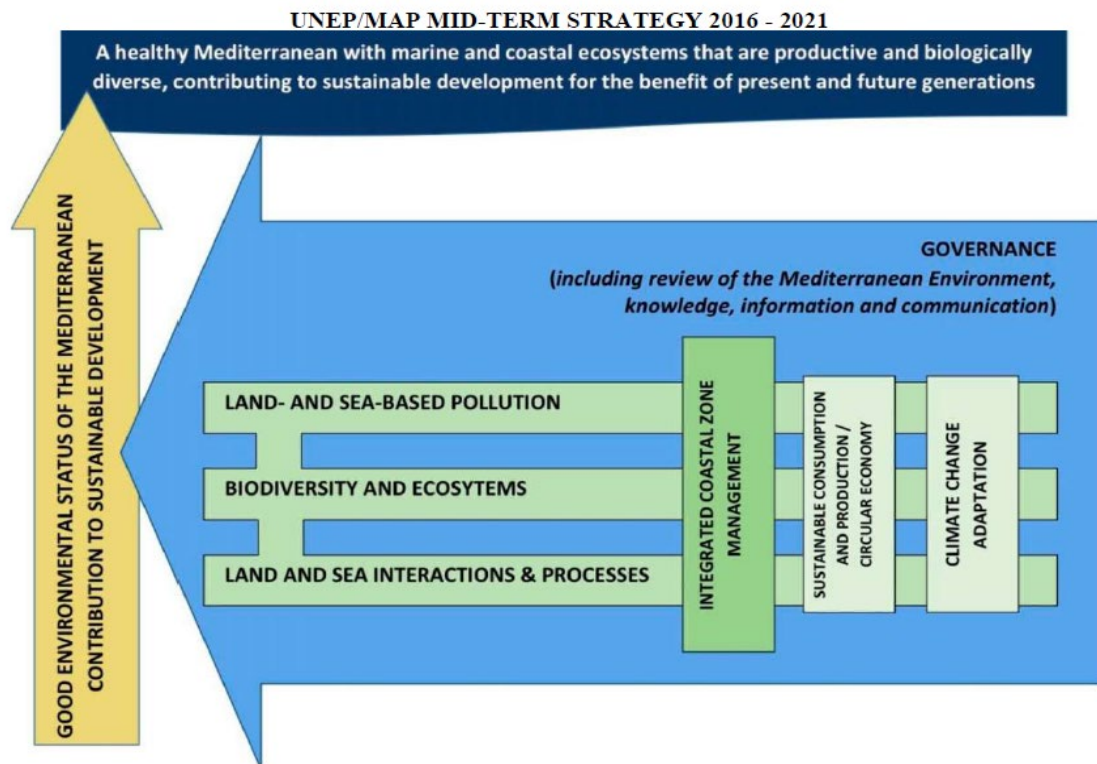 UNEP/MAP MID-TERM STRATEGY 2016 - 2021
A healthy Mediterranean with marine and coastal ecosystems that are productive and biologically
diverse, contributing to sustainable development for the benefit of present and future generations
GOOD ENVIRONMENTAL STATUS OF THE MEDITERRANEAN
CONTRIBUTION TO SUSTAINABLE DEVELOPMENT
GOVERNANCE
(including review of the Mediterranean Environment,
knowledge, information and communication)
LAND- AND SEA-BASED POLLUTION
BIODIVERSITY AND ECOSYTEMS
LAND AND SEA INTERACTIONS & PROCESSES
INTEGRATED COASTAL ZONE
MANAGEMENT
SUSTAINABLE CONSUMPTION
AND PRODUCTION /
CIRCULAR ECONOMY
CLIMATE CHANGE
ADAPTATION